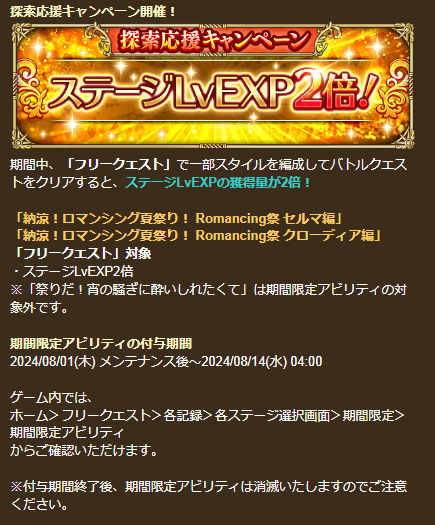 探索応援キャンペーン開催！
探索応援キャンペーン
ステージLvEXP2倍!
期間中、「フリークエスト」で一部スタイルを編成してバトルクエス
トをクリアすると、ステージLvEXPの獲得量が2倍！
「納涼！ロマンシング夏祭り！ Romancing祭 セルマ編」
「納涼！ロマンシング夏祭り！ Romancing祭 クローディア編」
「フリークエスト」対象
・ステージLvEXP2倍
※「祭りだ！宵の騒ぎに酔いしれたくて」は期間限定アビリティの対
象外です。
期間限定アビリティの付与期間
2024/08/01(木) メンテナンス後～2024/08/14(水) 04:00
ゲーム内では、
ホーム＞フリークエスト＞各記録＞各ステージ選択画面＞期間限定＞
期間限定アビリティ
からご確認いただけます。
※付与期間終了後、期間限定アビリティは消滅いたしますのでご注意
ください。